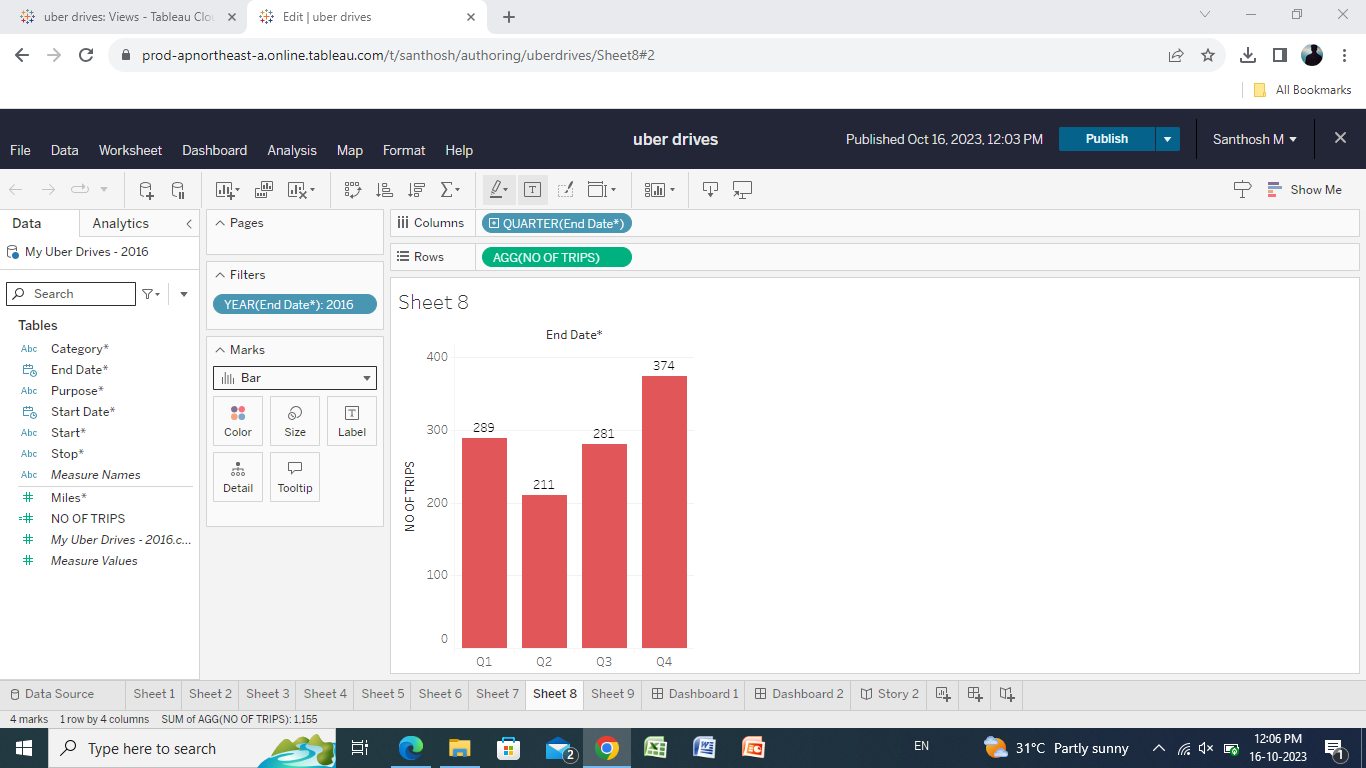 uber drives: Views - Tableau Clou
Edit | uber drives
prod-apnortheast-a.online.tableau.com/t/santhosh/authoring/uberdrives/Sheet8#2
All Bookmarks
uber drives
Published Oct 16, 2023, 12:03 PM
Publish
Santhosh M
File Data Worksheet Dashboard Analysis Map Format Help
Show Me
Data Analytics
My Uber Drives - 2016
Search
Tables
Abc Category*
End Date*
Abc Purpose*
Start Date*
Abc Start*
Abc Stop*
Abc Measure Names
Miles*
NO OF TRIPS
My Uber Drives - 2016.c...
Measure Values
Pages
Filters
YEAR(End Date*): 2016
Marks
Bar
Color Size Label
Detail Tooltip
Columns QUARTER(End Date*)
Rows AGG(NO OF TRIPS)
Sheet 8
End Date*
NO OF TRIPS
400
300
200
100
0
289
211
281
374
Q1 Q2 Q3 Q4
Data Source Sheet 1 Sheet 2 Sheet 3 Sheet 4 Sheet 5 Sheet 6 Sheet 7 Sheet 8 Sheet 9 Dashboard 1 Dashboard 2 Story 2
4 marks 1 row by 4 columns SUM of AGG(NO OF TRIPS): 1,155
Type here to search
2
EN
31°C Partly sunny
12:06 PM
16-10-2023
1